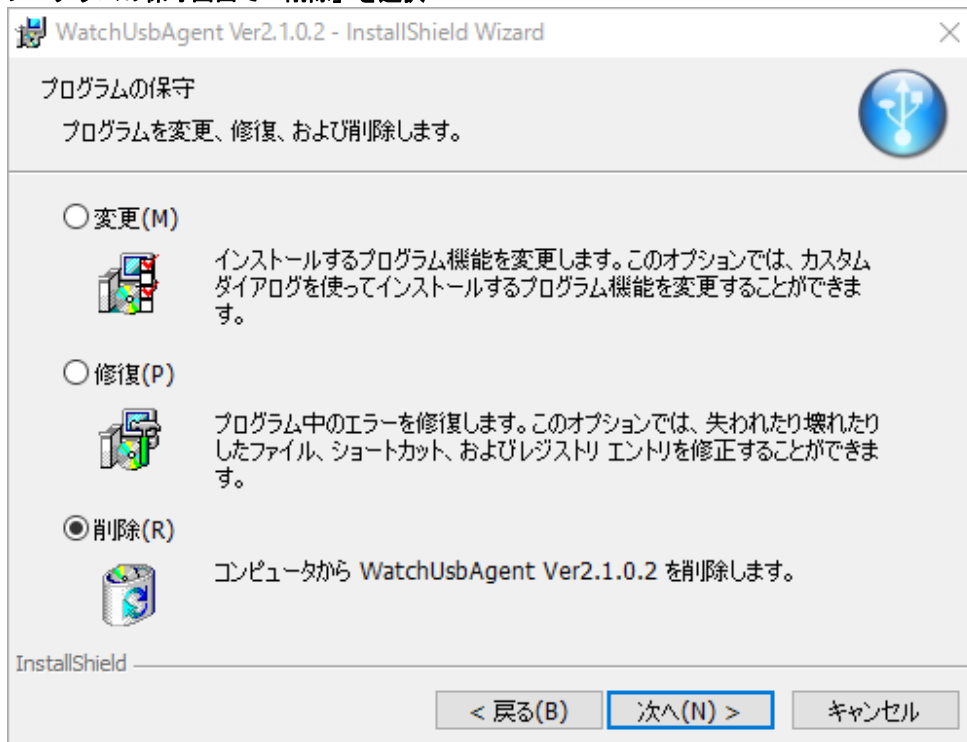 WatchUsbAgent Ver2.1.0.2 - InstallShield Wizard
プログラムの保守
プログラムを変更、修復、および削除します。
変更(M)
インストールするプログラム機能を変更します。このオプションでは、カスタム
ダイアログを使ってインストールするプログラム機能を変更することができま
す。
修復(P)
プログラム中のエラーを修復します。このオプションでは、失われたり壊れたり
したファイル、ショートカット、およびレジストリ エントリを修正することができま
す。
削除(R)
コンピュータから WatchUsbAgent Ver2.1.0.2 を削除します。
InstallShield
< 戻る(B) 次へ(N) > キャンセル